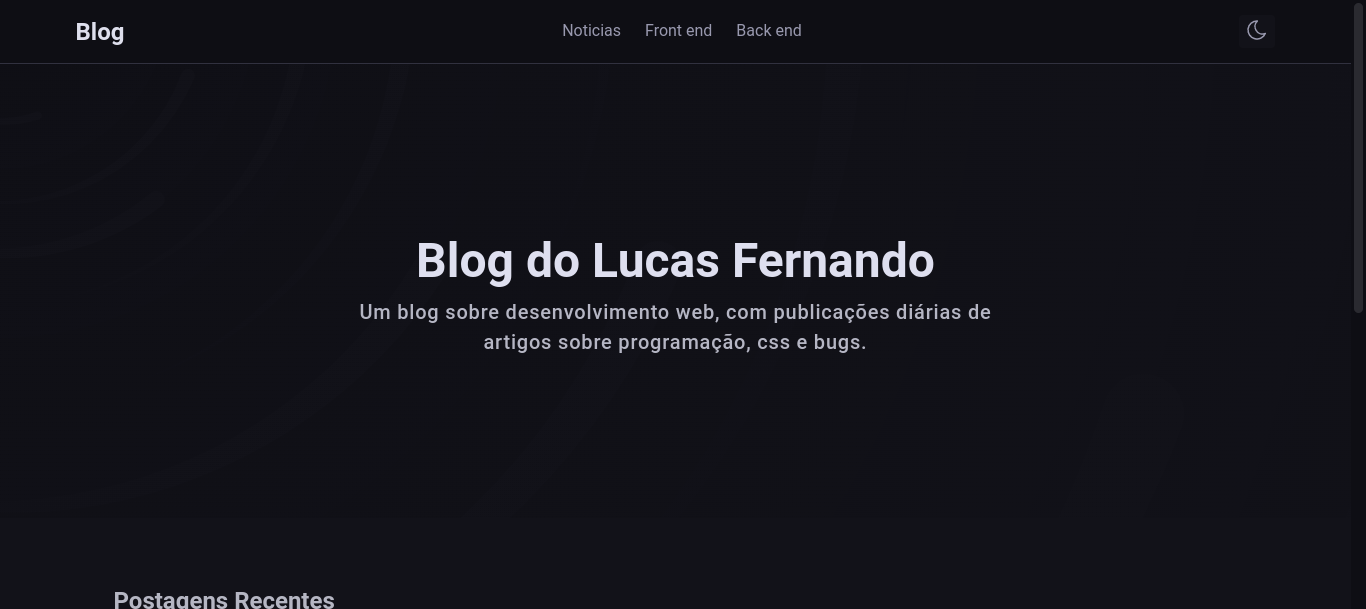 Blog
Noticias
Front end
Back end
Blog do Lucas Fernando
Um blog sobre desenvolvimento web, com publicações diárias de
artigos sobre programação, css e bugs.
Postagens Recentes